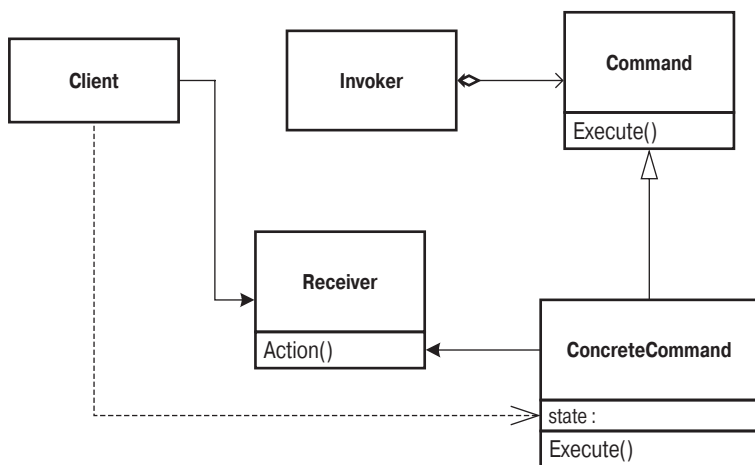 Client
Invoker
Command
Execute()
Receiver
Action()
ConcreteCommand
state :
Execute()